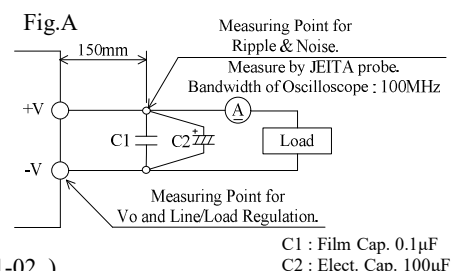 Fig.A
Measuring Point for
Ripple & Noise.
Measure by JEITA probe.
Bandwidth of Oscilloscope : 100MHz
150mm
+V
A
C1
C2
+
Load
-V
Measuring Point for
Vo and Line/Load Regulation.
C1 : Film Cap. 0.1μF
C2 : Elect. Cap. 100μF
-02 )